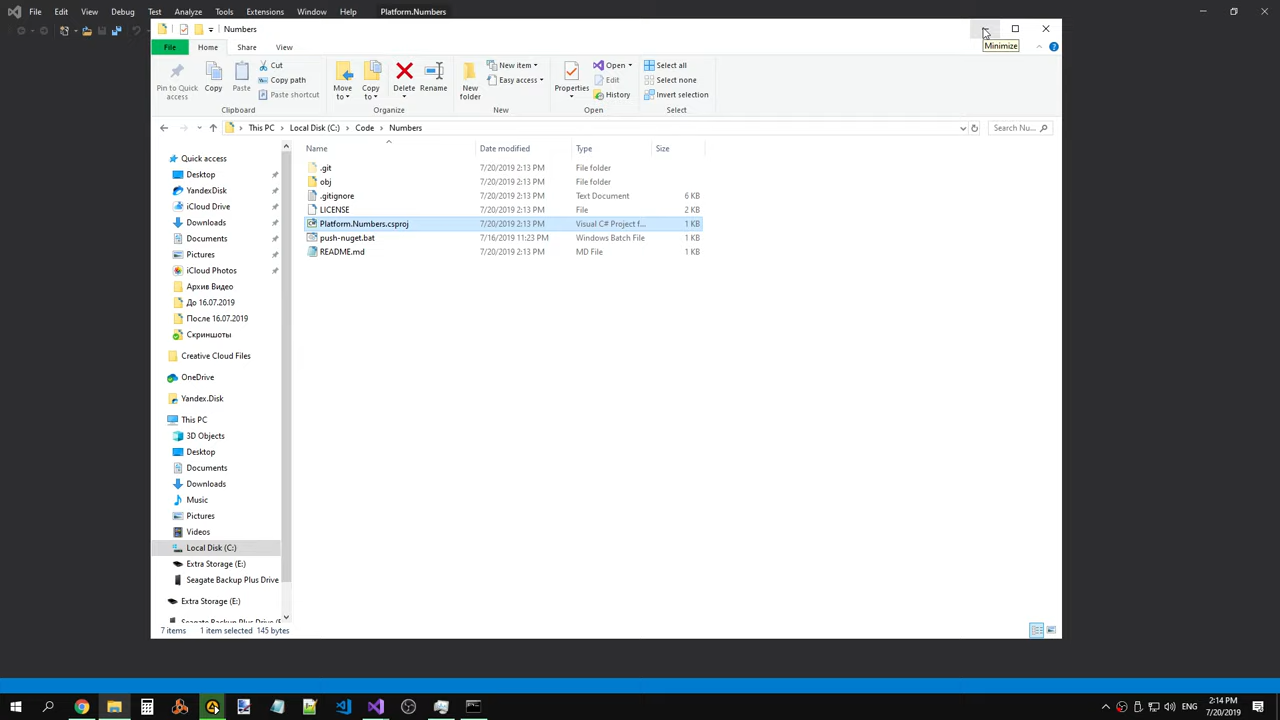 File Edit View Git Project Debug Test Analyze Tools Extensions Window Help Platform.Numbers
Numbers
Minimize
File Home Share View
Pin to Quick access
Copy
Paste
Cut
Copy path
Paste shortcut
Clipboard
Move to
Copy to
Delete
Rename
Organize
New folder
New item
Easy access
New
Properties
Open
Edit
History
Open
Select all
Select none
Invert selection
Select
This PC > Local Disk (C:) > Code > Numbers
Search Nu...
Name Date modified Type Size
.git 7/20/2019 2:13 PM File folder
obj 7/20/2019 2:13 PM File folder
.gitignore 7/20/2019 2:13 PM Text Document 6 KB
LICENSE 7/20/2019 2:13 PM File 2 KB
Platform.Numbers.csproj 7/20/2019 2:13 PM Visual C# Project f... 1 KB
push-nuget.bat 7/16/2019 11:23 PM Windows Batch File 1 KB
README.md 7/20/2019 2:13 PM MD File 1 KB
Quick access
Desktop
YandexDisk
iCloud Drive
Downloads
Documents
Pictures
iCloud Photos
Архив Видео
До 16.07.2019
После 16.07.2019
Скриншоты
Creative Cloud Files
OneDrive
Yandex.Disk
This PC
3D Objects
Desktop
Documents
Downloads
Music
Pictures
Videos
Local Disk (C:)
Extra Storage (E:)
Seagate Backup Plus Drive
Extra Storage (E:)
Seagate Backup Plus Drive (F
7 items 1 item selected 145 bytes
ENG
2:14 PM
7/20/2019